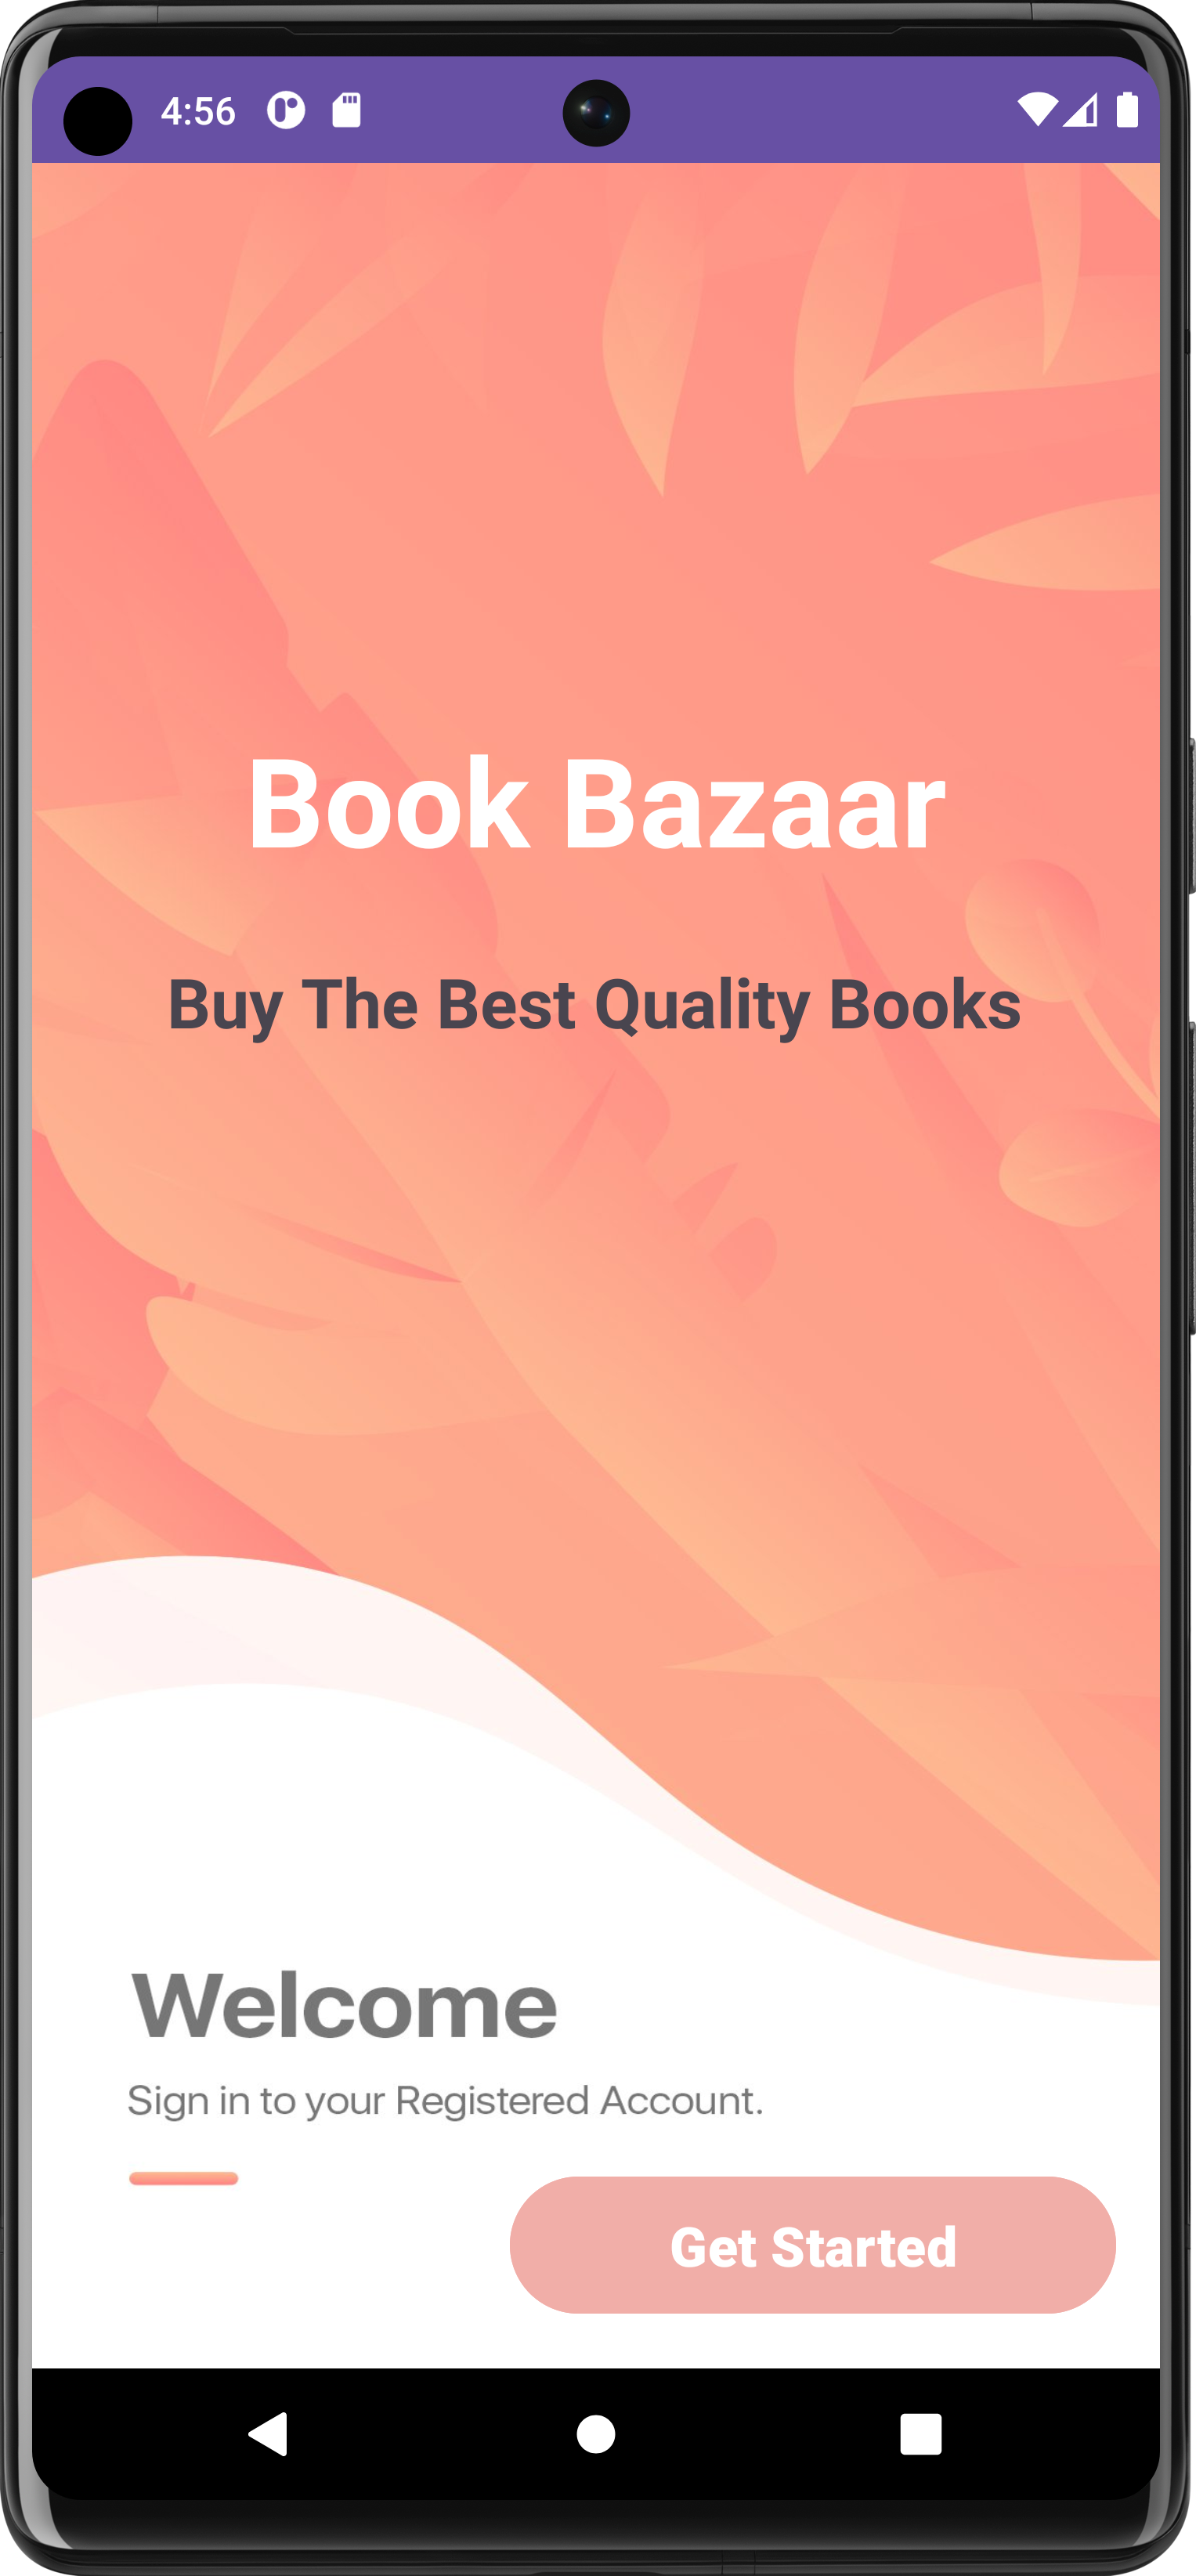 4:56
Book Bazaar
Buy The Best Quality Books
Welcome
Sign in to your Registered Account.
Get Started